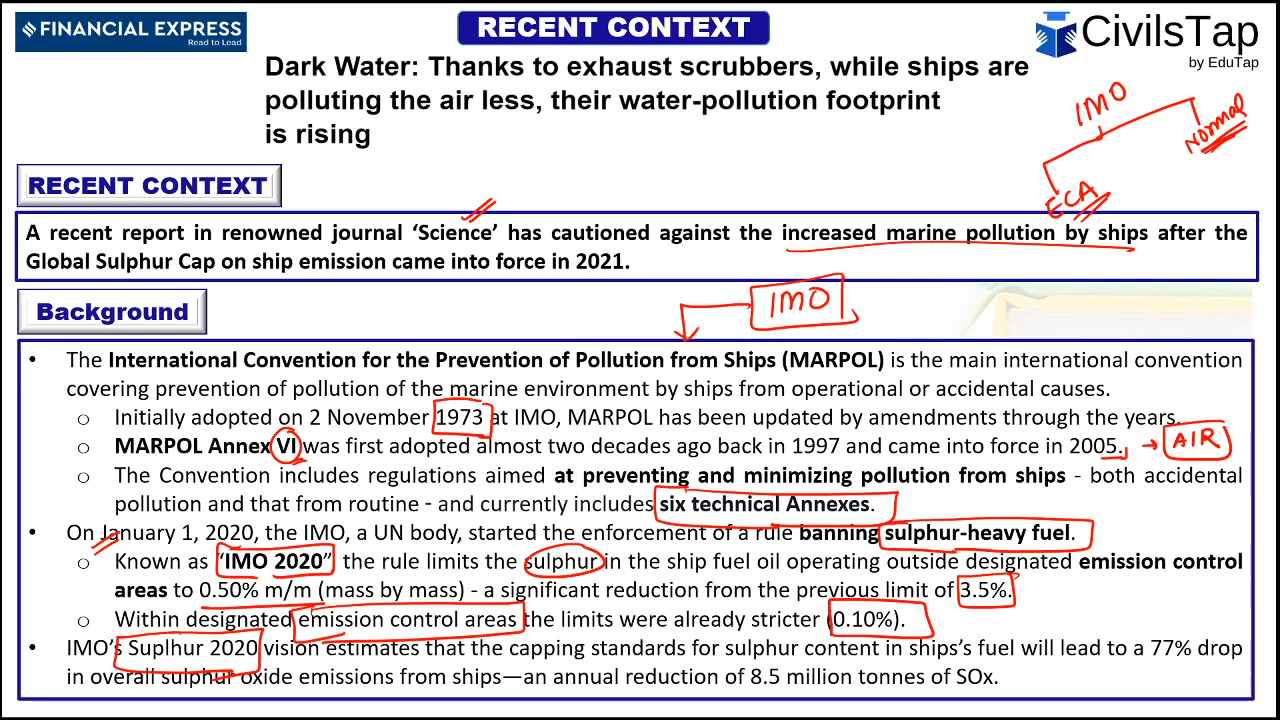 FINANCIAL EXPRESS
Read to Lead
RECENT CONTEXT
CivilsTap
by EduTap
Dark Water: Thanks to exhaust scrubbers, while ships are
polluting the air less, their water-pollution footprint
is rising
IMO
Normal
ECA
RECENT CONTEXT
A recent report in renowned journal ‘Science’ has cautioned against the increased marine pollution by ships after the
Global Sulphur Cap on ship emission came into force in 2021.
Background
IMO
• The International Convention for the Prevention of Pollution from Ships (MARPOL) is the main international convention
covering prevention of pollution of the marine environment by ships from operational or accidental causes.
o Initially adopted on 2 November 1973 at IMO, MARPOL has been updated by amendments through the years.
o MARPOL Annex VI was first adopted almost two decades ago back in 1997 and came into force in 2005. → AIR
o The Convention includes regulations aimed at preventing and minimizing pollution from ships - both accidental
pollution and that from routine - and currently includes six technical Annexes.
• On January 1, 2020, the IMO, a UN body, started the enforcement of a rule banning sulphur-heavy fuel.
o Known as “IMO 2020” the rule limits the sulphur in the ship fuel oil operating outside designated emission control
areas to 0.50% m/m (mass by mass) - a significant reduction from the previous limit of 3.5%.
o Within designated emission control areas the limits were already stricter (0.10%).
• IMO’s Suplhur 2020 vision estimates that the capping standards for sulphur content in ships’s fuel will lead to a 77% drop
in overall sulphur oxide emissions from ships—an annual reduction of 8.5 million tonnes of SOx.